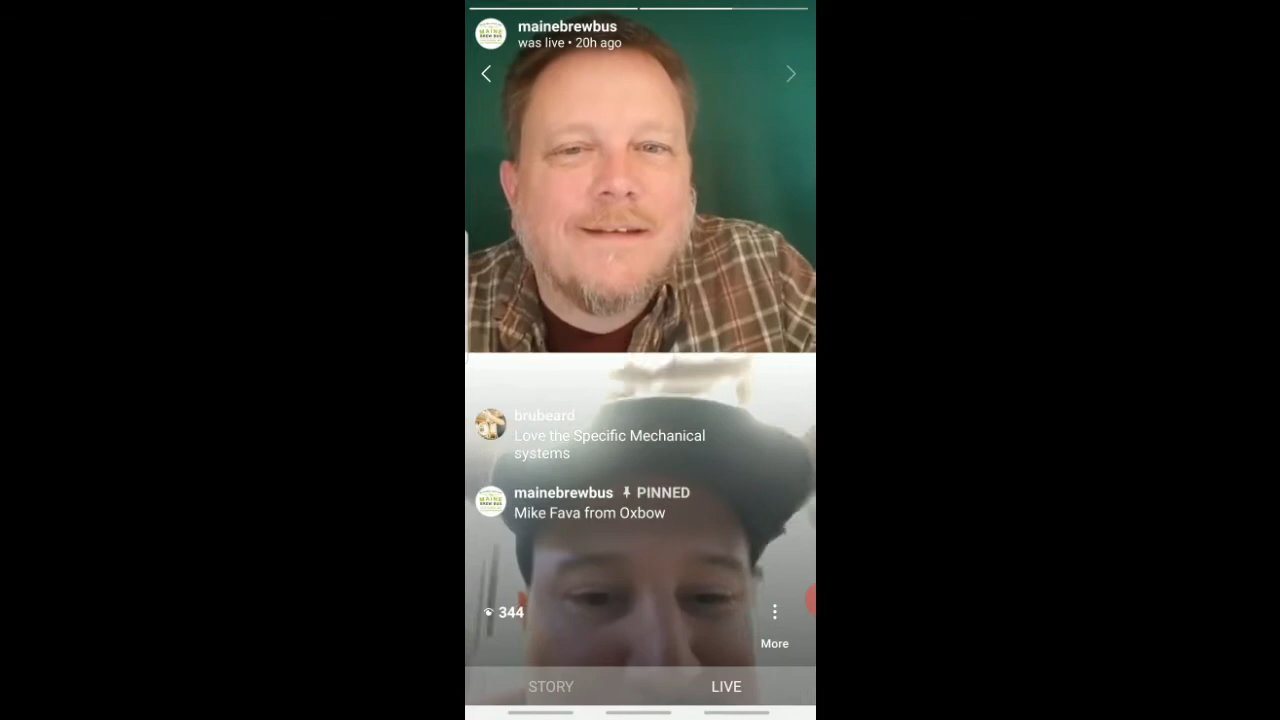 mainebrewbus
was live • 20h ago
brubeard
Love the Specific Mechanical
systems
mainebrewbus PINNED
Mike Fava from Oxbow
344
More
STORY
LIVE